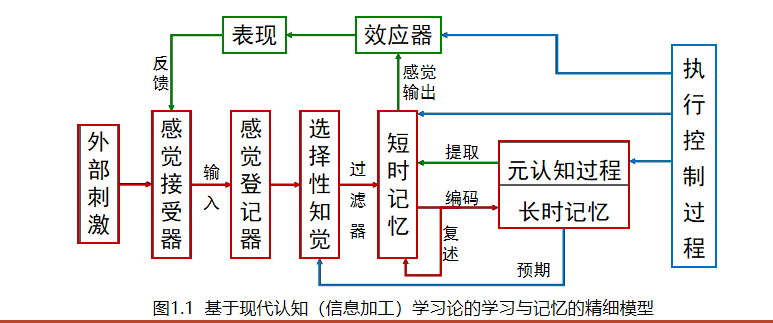 表现
效应器
反馈
感觉输出
执行控制过程
外部刺激
感觉接受器
输入
感觉登记器
选择性知觉
过滤器
短时记忆
提取
编码
复述
元认知过程
长时记忆
预期
图1.1 基于现代认知（信息加工）学习论的学习与记忆的精细模型